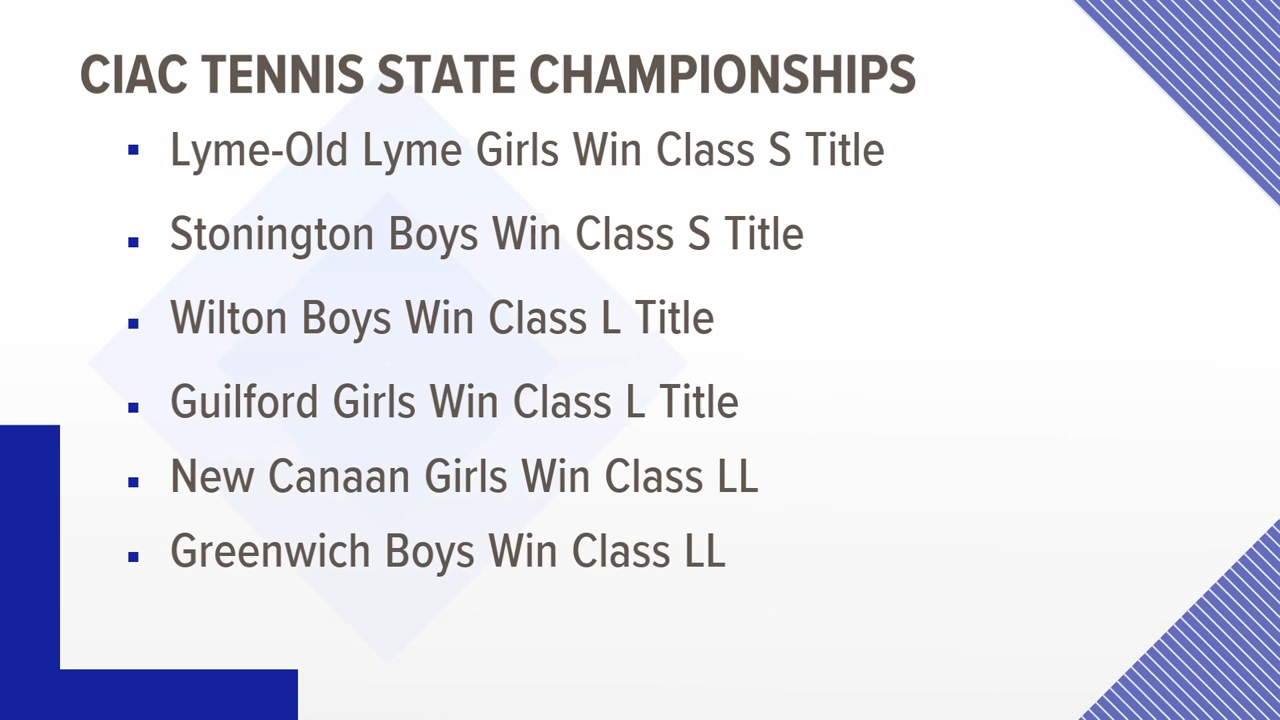 CIAC TENNIS STATE CHAMPIONSHIPS
Lyme-Old Lyme Girls Win Class S Title
Stonington Boys Win Class S Title
Wilton Boys Win Class L Title
Guilford Girls Win Class L Title
New Canaan Girls Win Class LL
Greenwich Boys Win Class LL